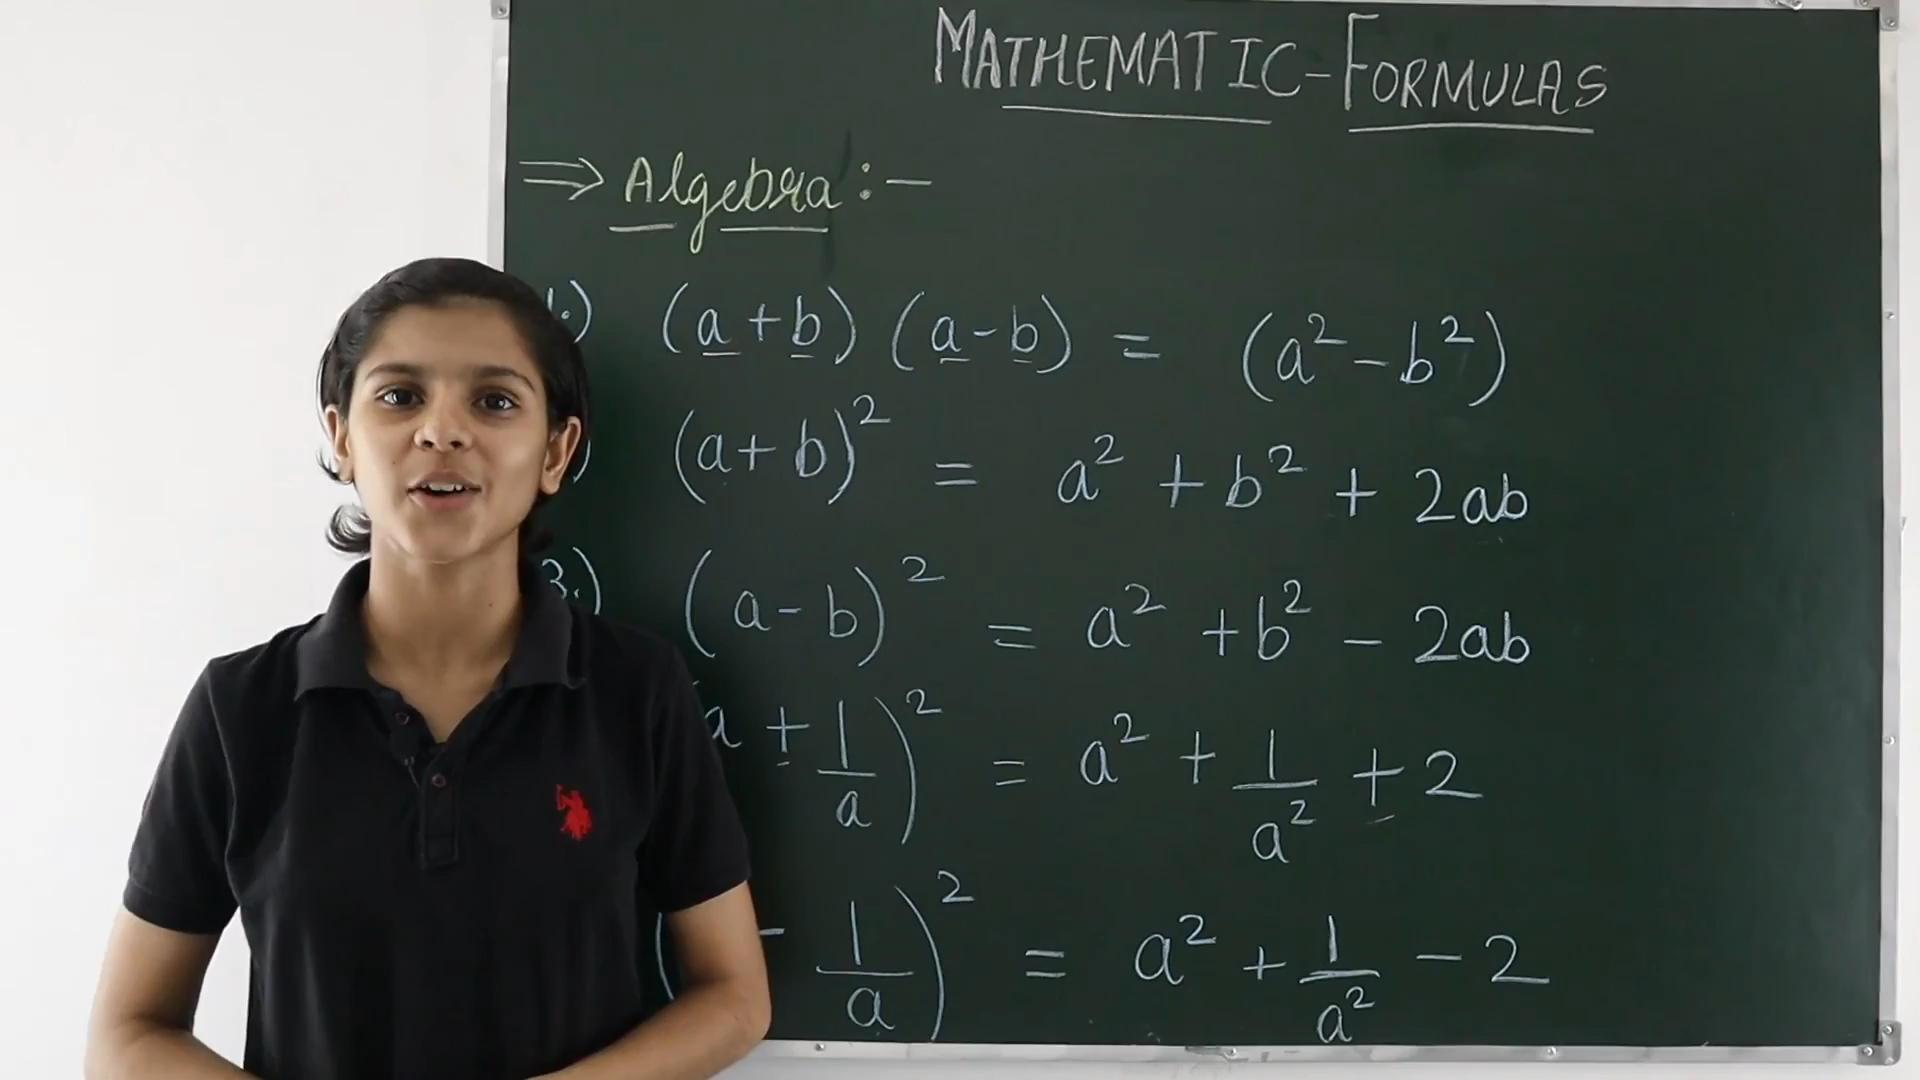 MATHEMATIC-FORMULAS
⇒ Algebra :-
1.) (a+b) (a-b) = (a²-b²)
) (a+b)² = a² + b² + 2ab
3.) (a-b)² = a² + b² - 2ab
a + 1/a)² = a² + 1/a² + 2
( - 1/a)² = a² + 1/a² - 2